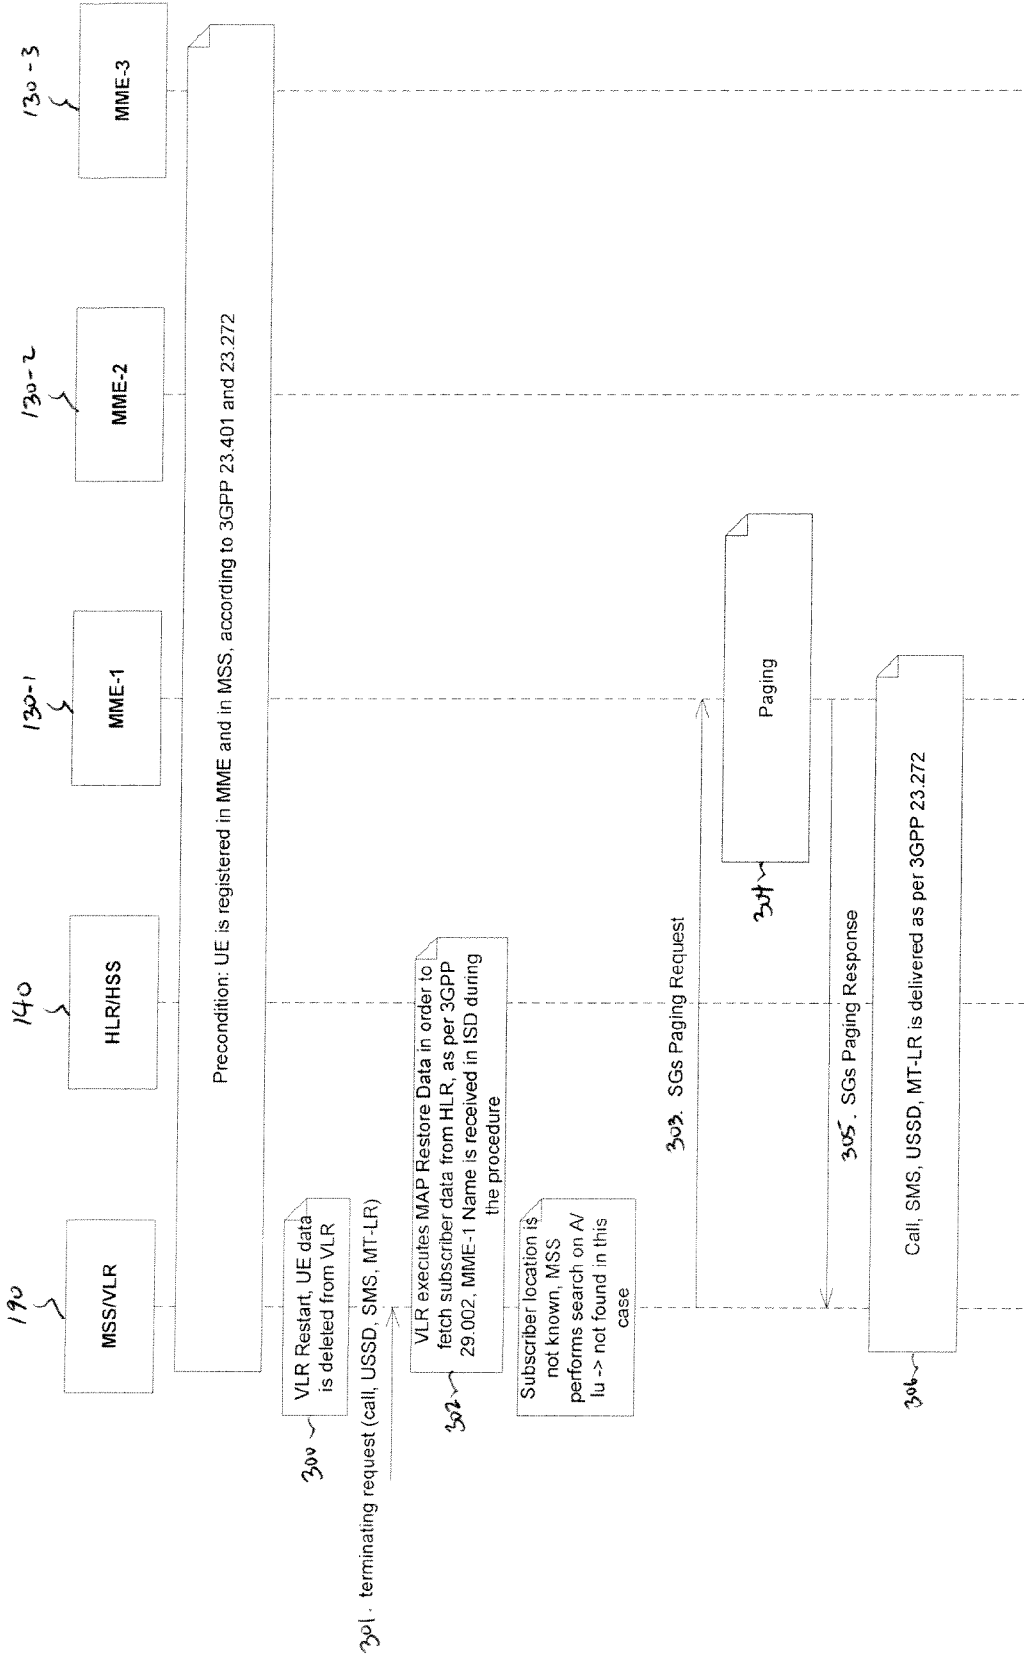 190
140
130-1
130-2
130-3
MSS/VLR
HLR/HSS
MME-1
MME-2
MME-3
Precondition: UE is registered in MME and in MSS, according to 3GPP 23.401 and 23.272
300
VLR Restart, UE data
is deleted from VLR
301. terminating request (call, USSD, SMS, MT-LR)
302
VLR executes MAP Restore Data in order to
fetch subscriber data from HLR, as per 3GPP
29.002, MME-1 Name is received in ISD during
the procedure
Subscriber location is
not known, MSS
performs search on A/
Iu -> not found in this
case
303. SGs Paging Request
304
Paging
305. SGs Paging Response
306
Call, SMS, USSD, MT-LR is delivered as per 3GPP 23.272